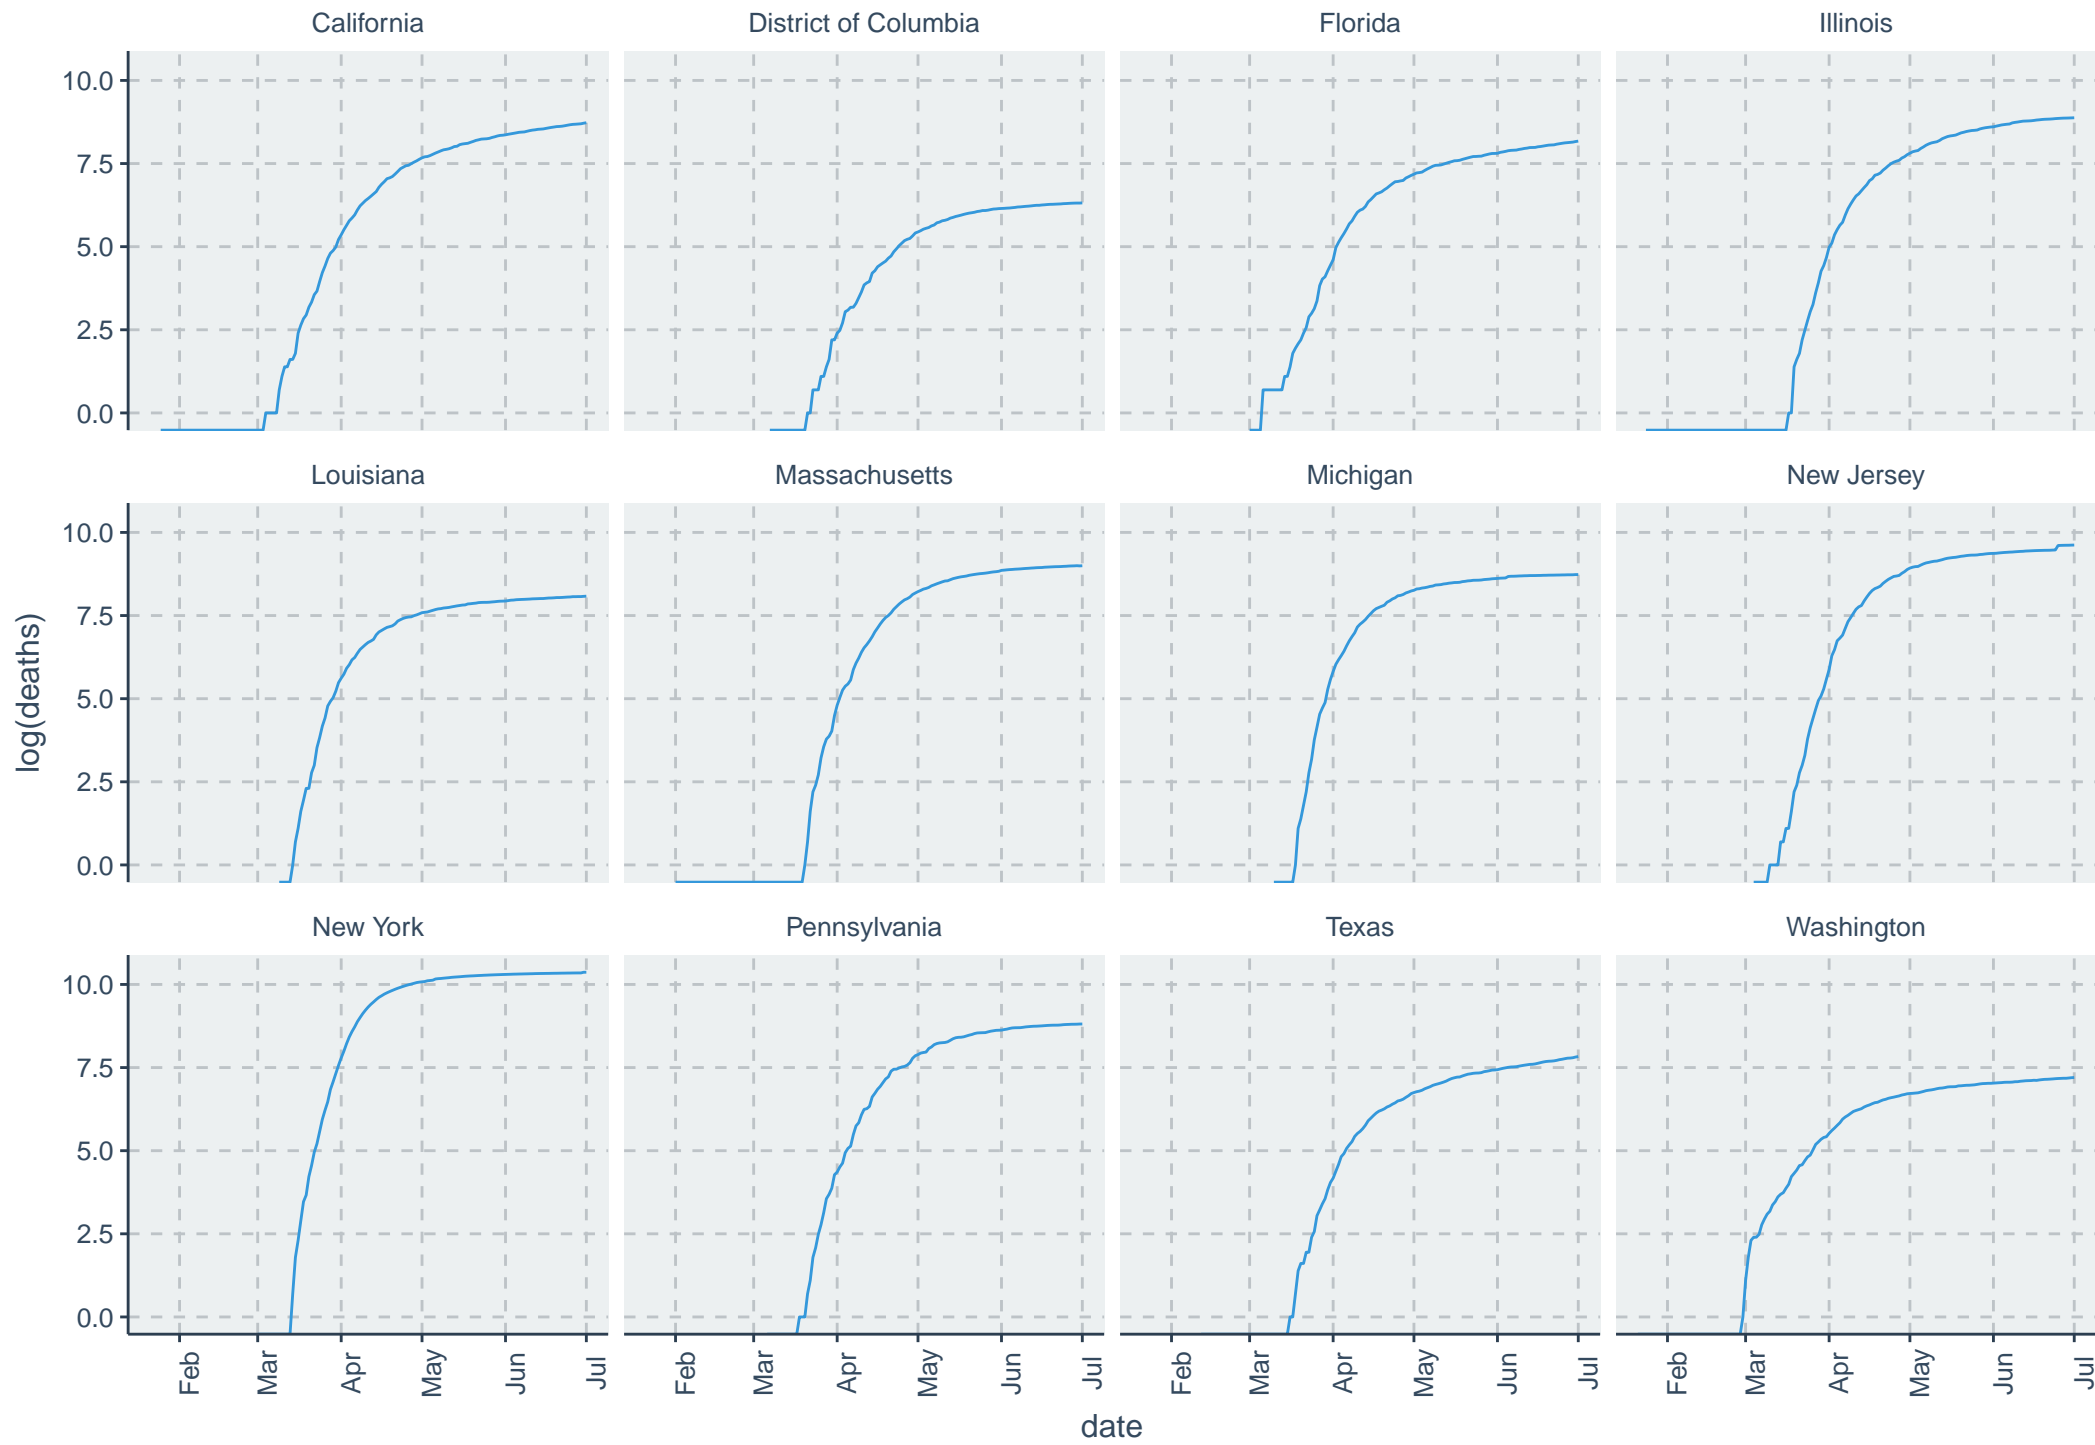 California District of Columbia Florida Illinois
10.0
7.5
5.0
2.5
0.0
Louisiana Massachusetts Michigan New Jersey
10.0
7.5
5.0
2.5
0.0
log(deaths)
New York Pennsylvania Texas Washington
10.0
7.5
5.0
2.5
0.0
Feb Mar Apr May Jun Jul Feb Mar Apr May Jun Jul Feb Mar Apr May Jun Jul Feb Mar Apr May Jun Jul
date